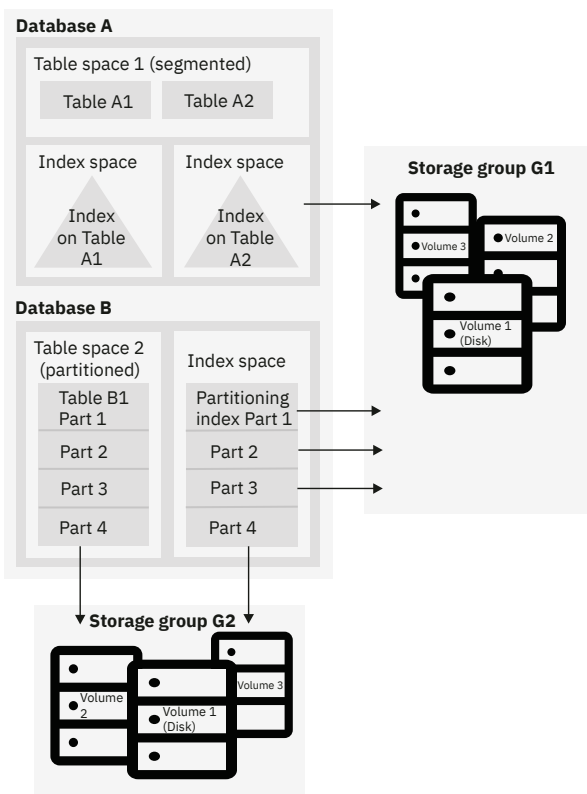 Database A
Table space 1 (segmented)
Table A1
Table A2
Index space
Index
on Table
A1
Index space
Index
on Table
A2
Database B
Table space 2
(partitioned)
Table B1
Part 1
Part 2
Part 3
Part 4
Index space
Partitioning
index Part 1
Part 2
Part 3
Part 4
Storage group G1
Volume 3
Volume 2
Volume 1
(Disk)
Storage group G2
Volume
2
Volume 1
(Disk)
Volume 3